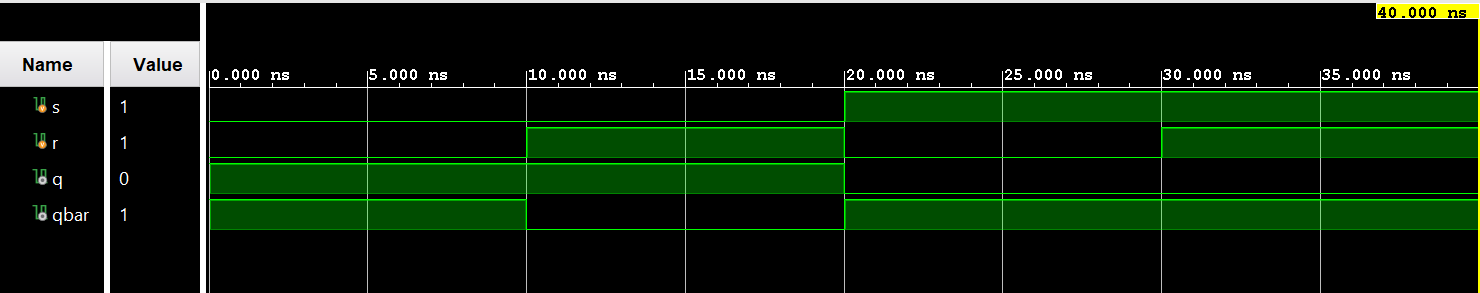 40.000 ns
Name Value
0.000 ns 5.000 ns 10.000 ns 15.000 ns 20.000 ns 25.000 ns 30.000 ns 35.000 ns
s 1
r 1
q 0
qbar 1